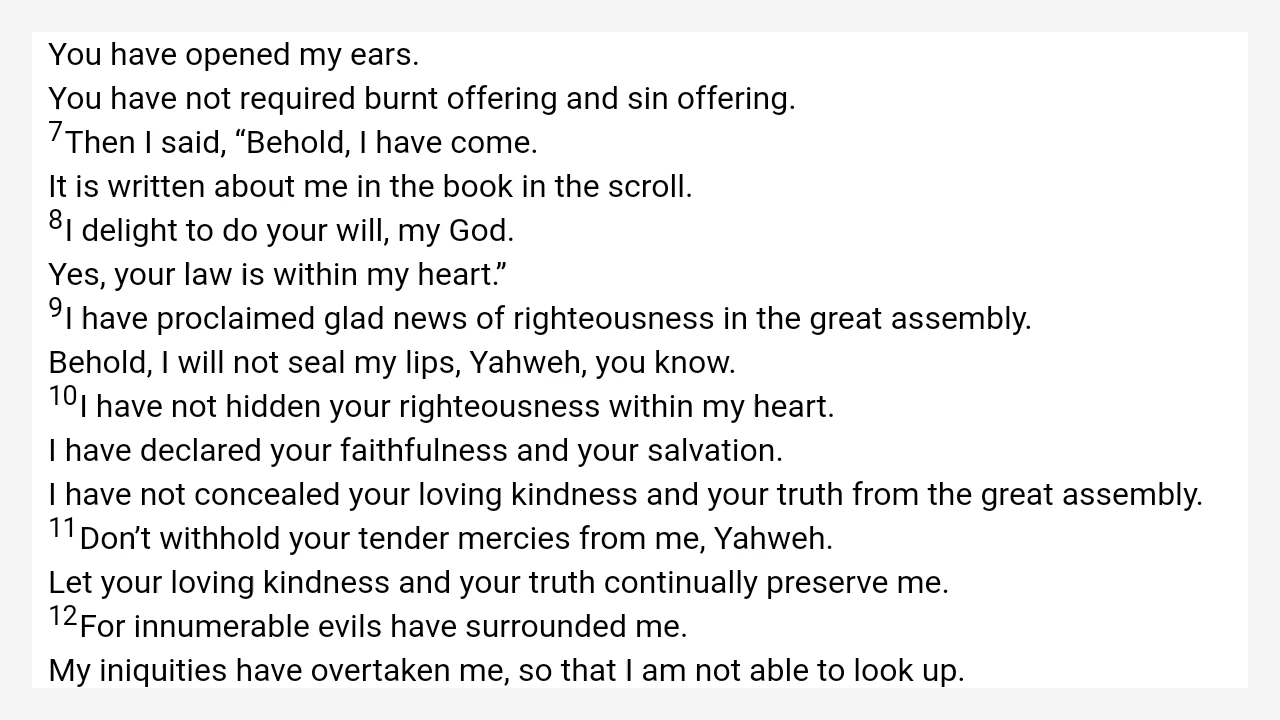 You have opened my ears.
You have not required burnt offering and sin offering.
7Then I said, “Behold, I have come.
It is written about me in the book in the scroll.
8I delight to do your will, my God.
Yes, your law is within my heart.”
9I have proclaimed glad news of righteousness in the great assembly.
Behold, I will not seal my lips, Yahweh, you know.
10I have not hidden your righteousness within my heart.
I have declared your faithfulness and your salvation.
I have not concealed your loving kindness and your truth from the great assembly.
11Don’t withhold your tender mercies from me, Yahweh.
Let your loving kindness and your truth continually preserve me.
12For innumerable evils have surrounded me.
My iniquities have overtaken me, so that I am not able to look up.